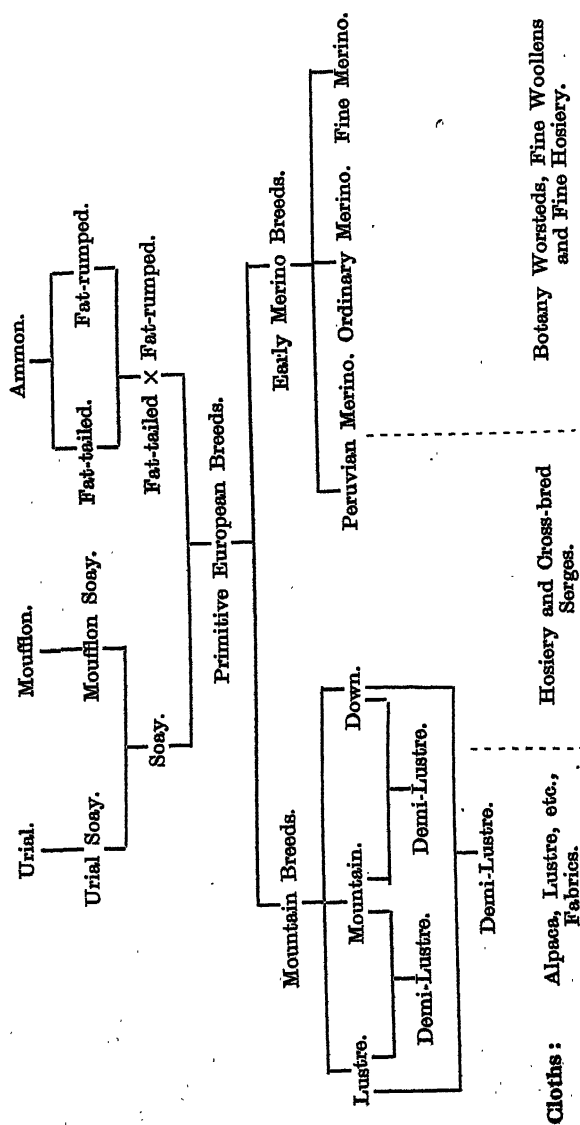 Urial. Moufflon. Ammon.
Urial Soay. Moufflon Soay. Fat-tailed. Fat-rumped.
Soay. Fat-tailed × Fat-rumped.
Primitive European Breeds.
Mountain Breeds. Early Merino Breeds.
Lustre. Mountain. Down. Peruvian Merino. Ordinary Merino. Fine Merino.
Demi-Lustre. Demi-Lustre.
Demi-Lustre.
Cloths: Alpaca, Lustre, etc., Hosiery and Cross-bred Botany Worsteds, Fine Woollens
Fabrics. Serges. and Fine Hosiery.